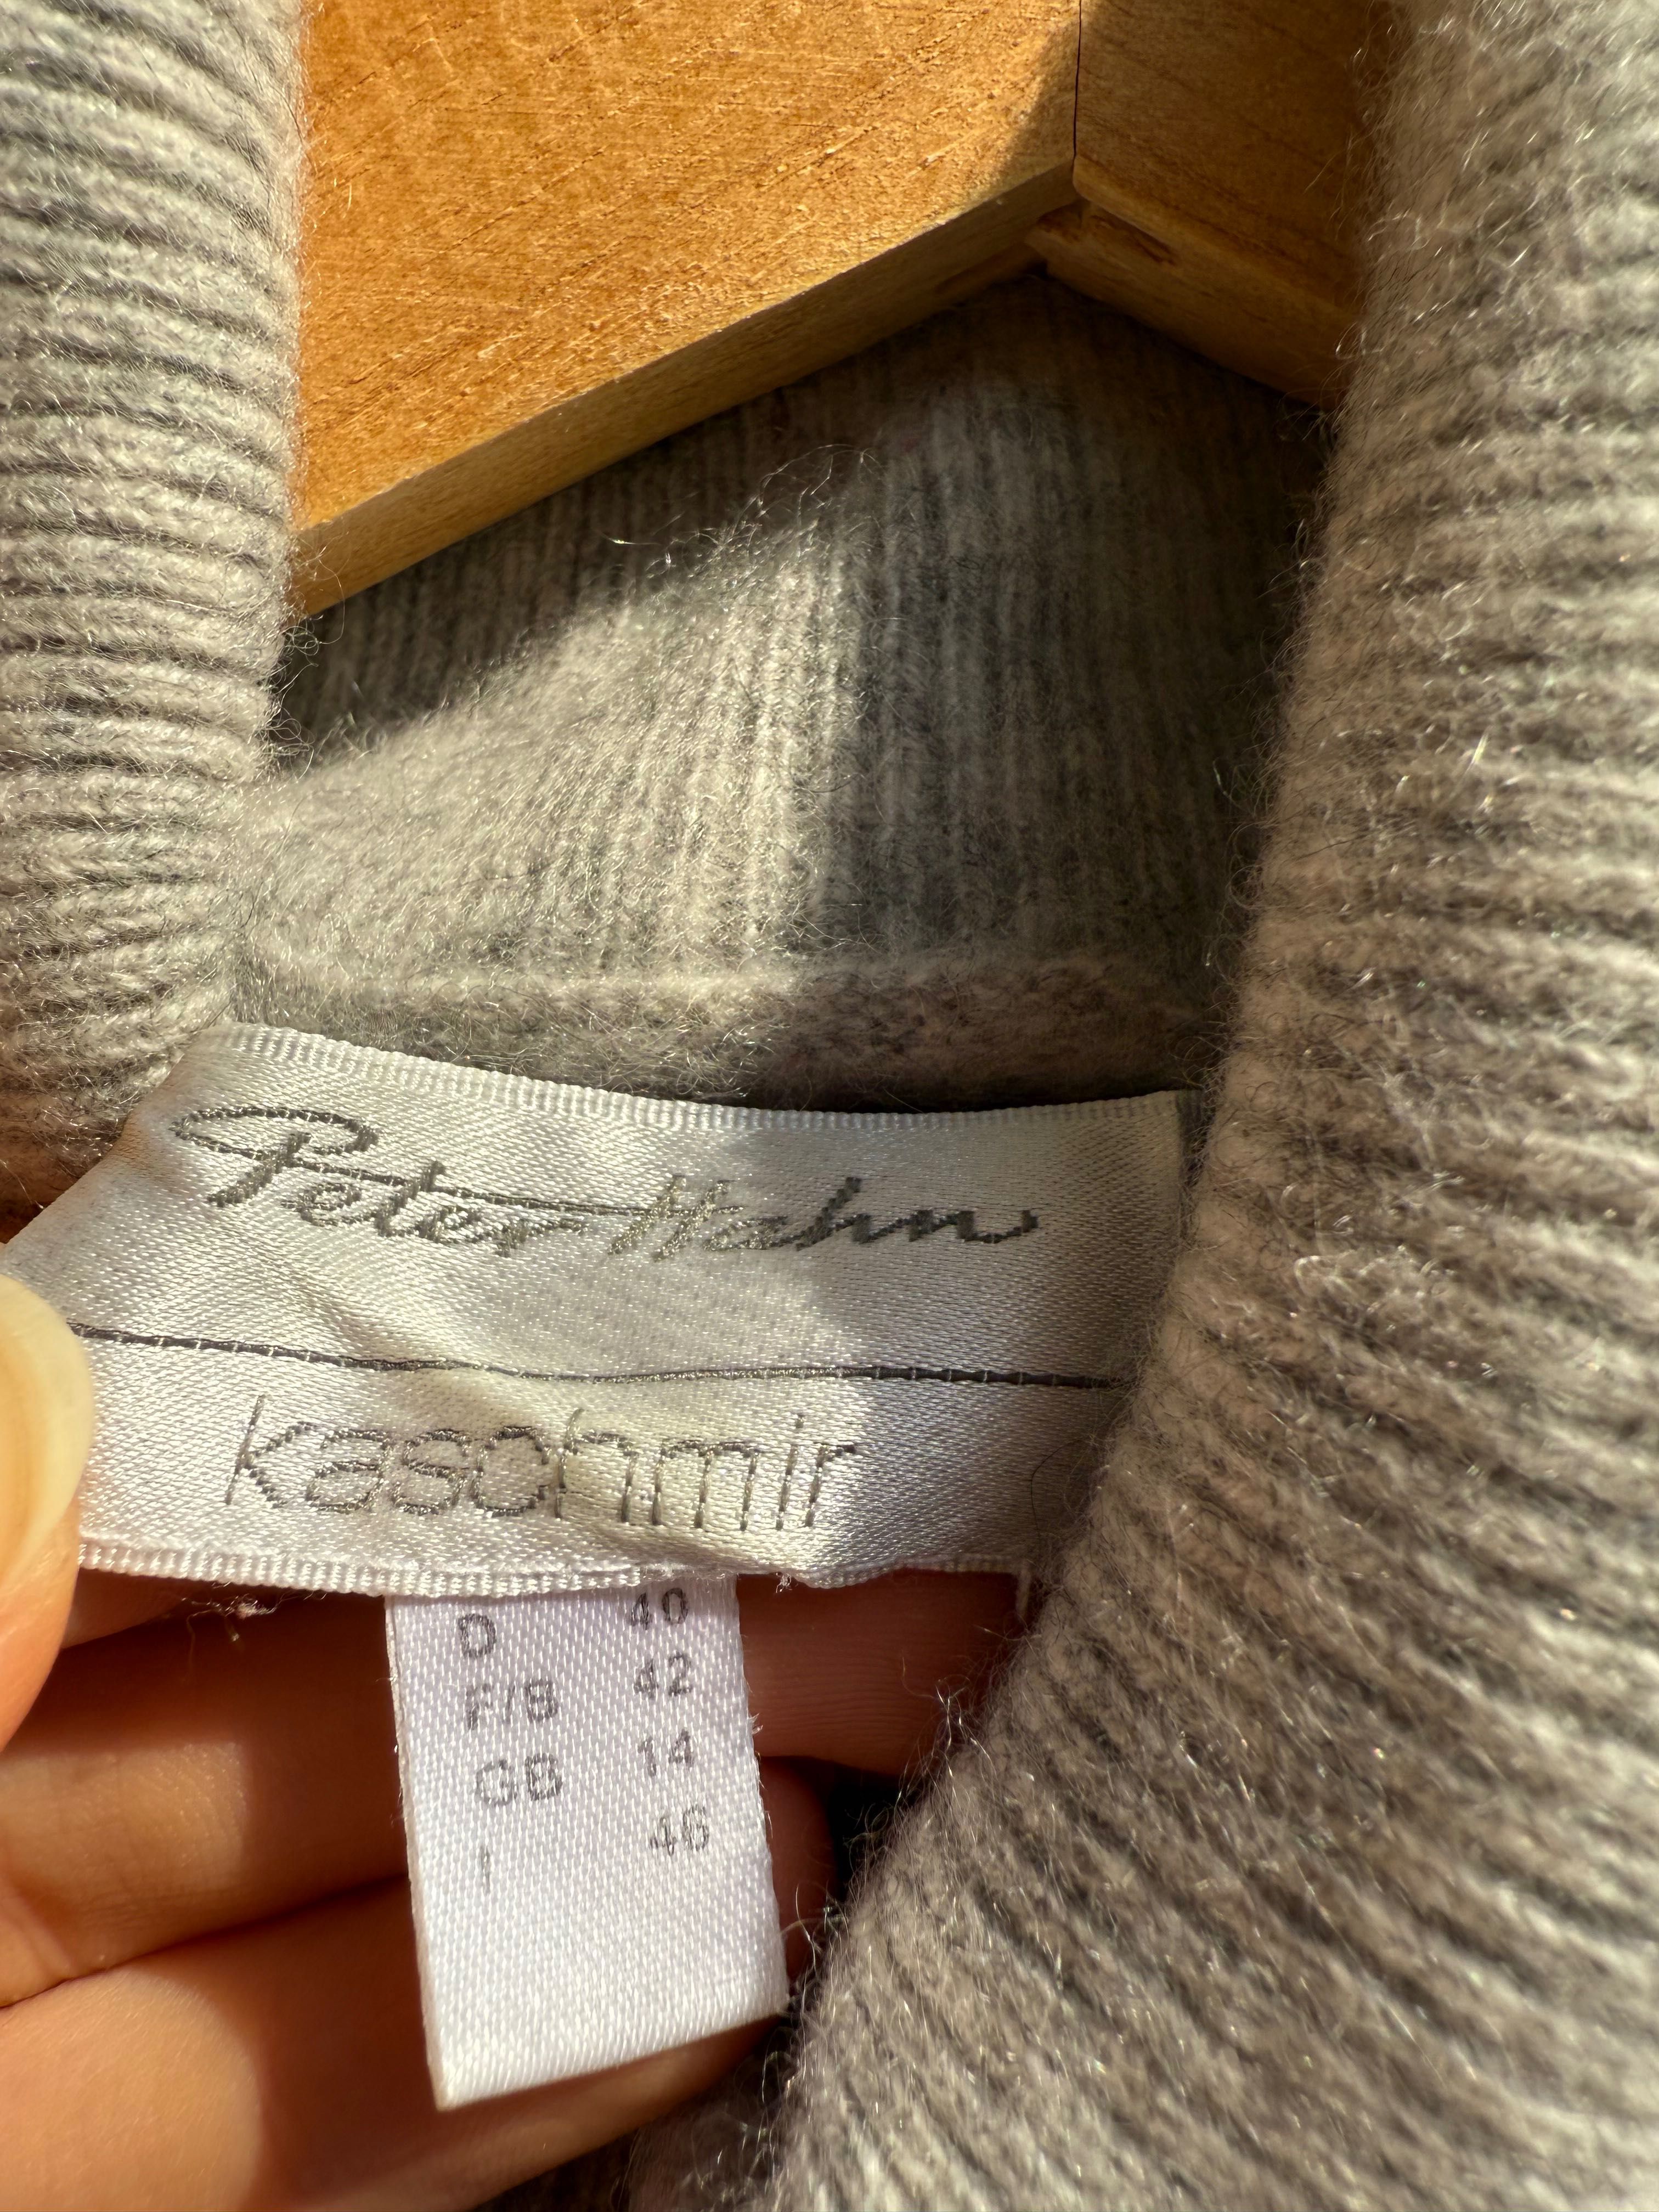 Peter Hahn
kaschmir
D 40
F/B 42
GB 14
I 46